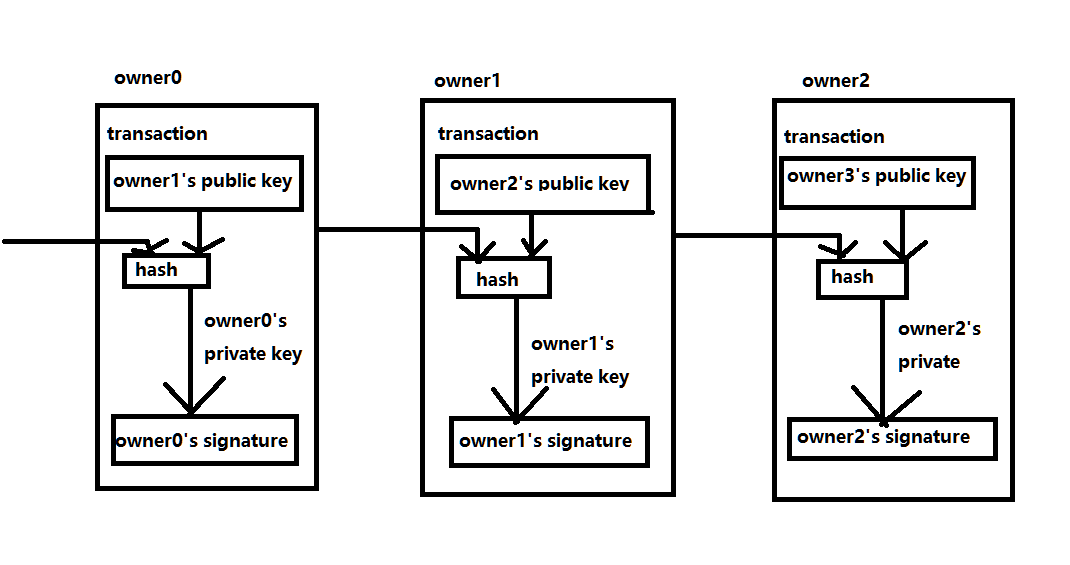 owner0
transaction
owner1's public key
hash
owner0's
private key
owner0's signature
owner1
transaction
owner2's public key
hash
owner1's
private key
owner1's signature
owner2
transaction
owner3's public key
hash
owner2's
private
owner2's signature